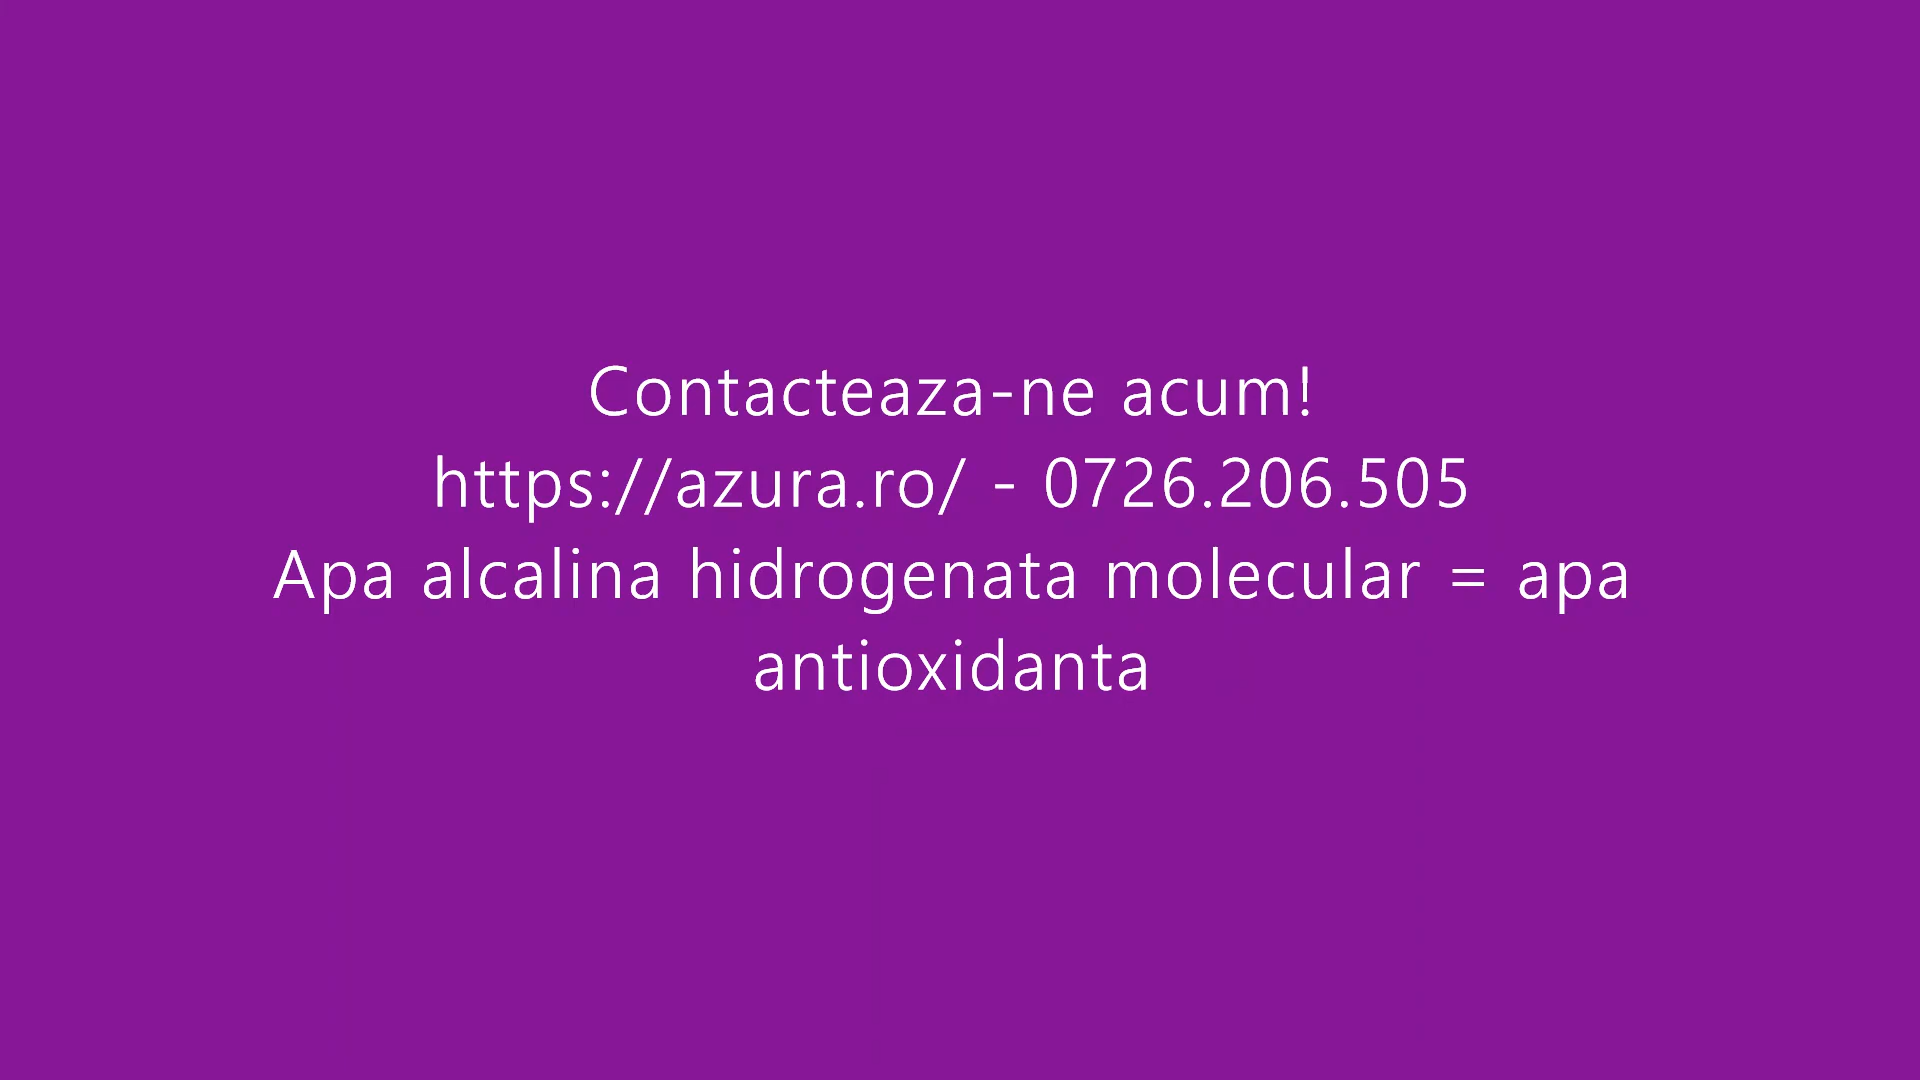 Contacteaza-ne acum!
https://azura.ro/ - 0726.206.505
Apa alcalina hidrogenata molecular = apa
antioxidanta